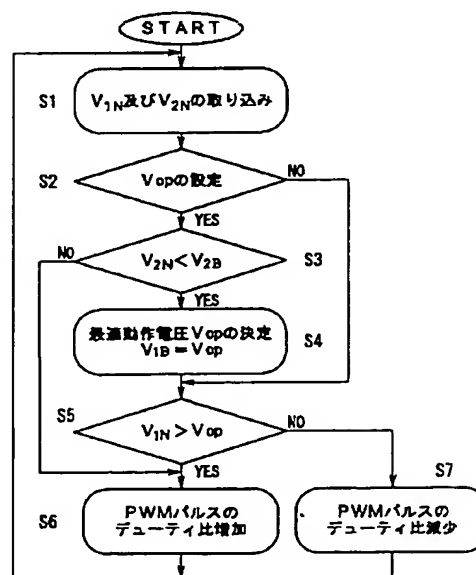 START
S1
V1N及びV2Nの取り込み
S2
Vopの設定
NO
YES
NO
V2N<V2B
S3
YES
最適動作電圧Vopの決定
V1B=Vop
S4
S5
V1N>Vop
NO
YES
S7
S6
PWMパルスの
デューティ比増加
PWMパルスの
デューティ比減少